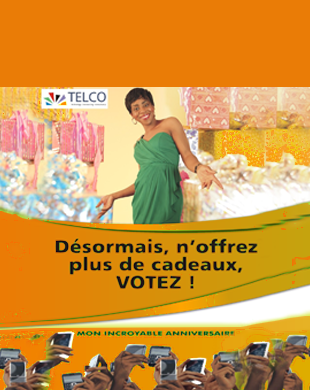 TELCO
Désormais, n'offrez
plus de cadeaux,
VOTEZ !
MON INCROYABLE ANNIVERSAIRE